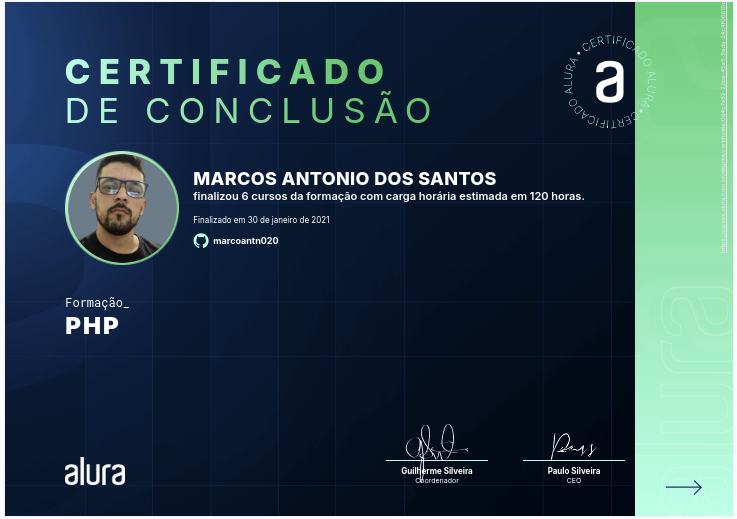 CERTIFICADO
DE CONCLUSÃO
CERTIFICADO ALURA • CERTIFICADO ALURA •
a
MARCOS ANTONIO DOS SANTOS
finalizou 6 cursos da formação com carga horária estimada em 120 horas.
Finalizado em 30 de janeiro de 2021
marcoantn020
Formação_
PHP
alura
Guilherme Silveira
Coordenador
Paulo Silveira
CEO
alura